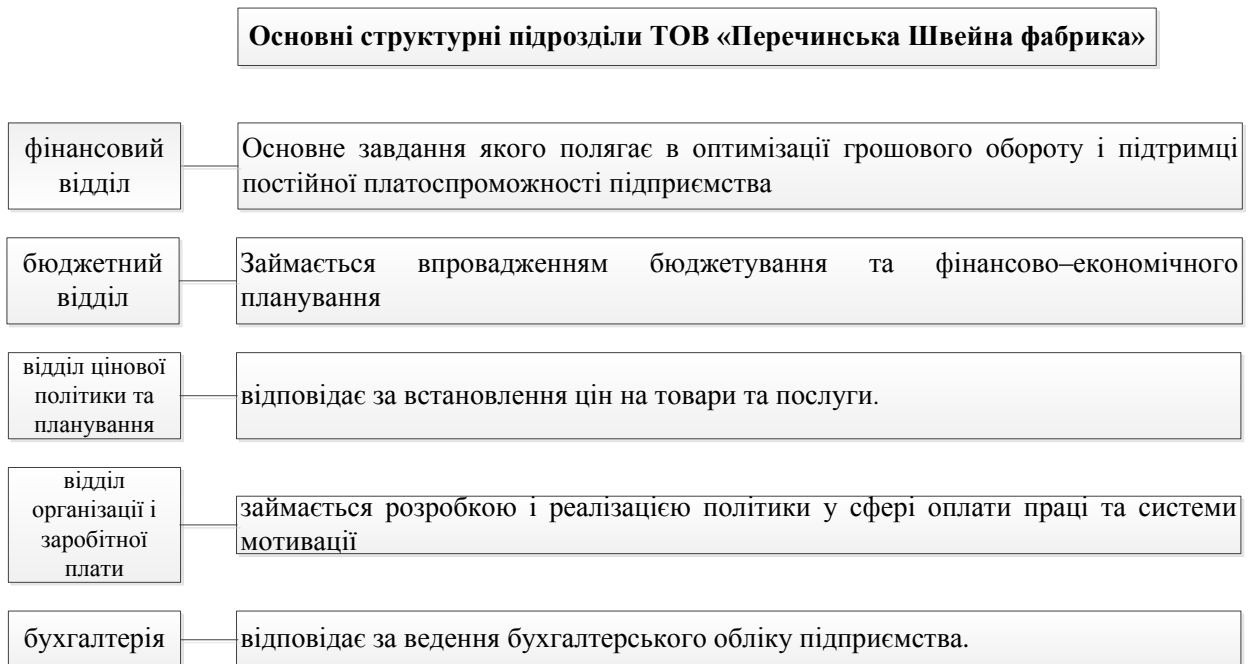 Основні структурні підрозділи ТОВ «Перечинська Швейна фабрика»
фінансовий
відділ
Основне завдання якого полягає в оптимізації грошового обороту і підтримці
постійної платоспроможності підприємства
бюджетний
відділ
Займається впровадженням бюджетування та фінансово–економічного
планування
відділ цінової
політики та
планування
відповідає за встановлення цін на товари та послуги.
відділ
організації і
заробітної
плати
займається розробкою і реалізацією політики у сфері оплати праці та системи
мотивації
бухгалтерія
відповідає за ведення бухгалтерського обліку підприємства.